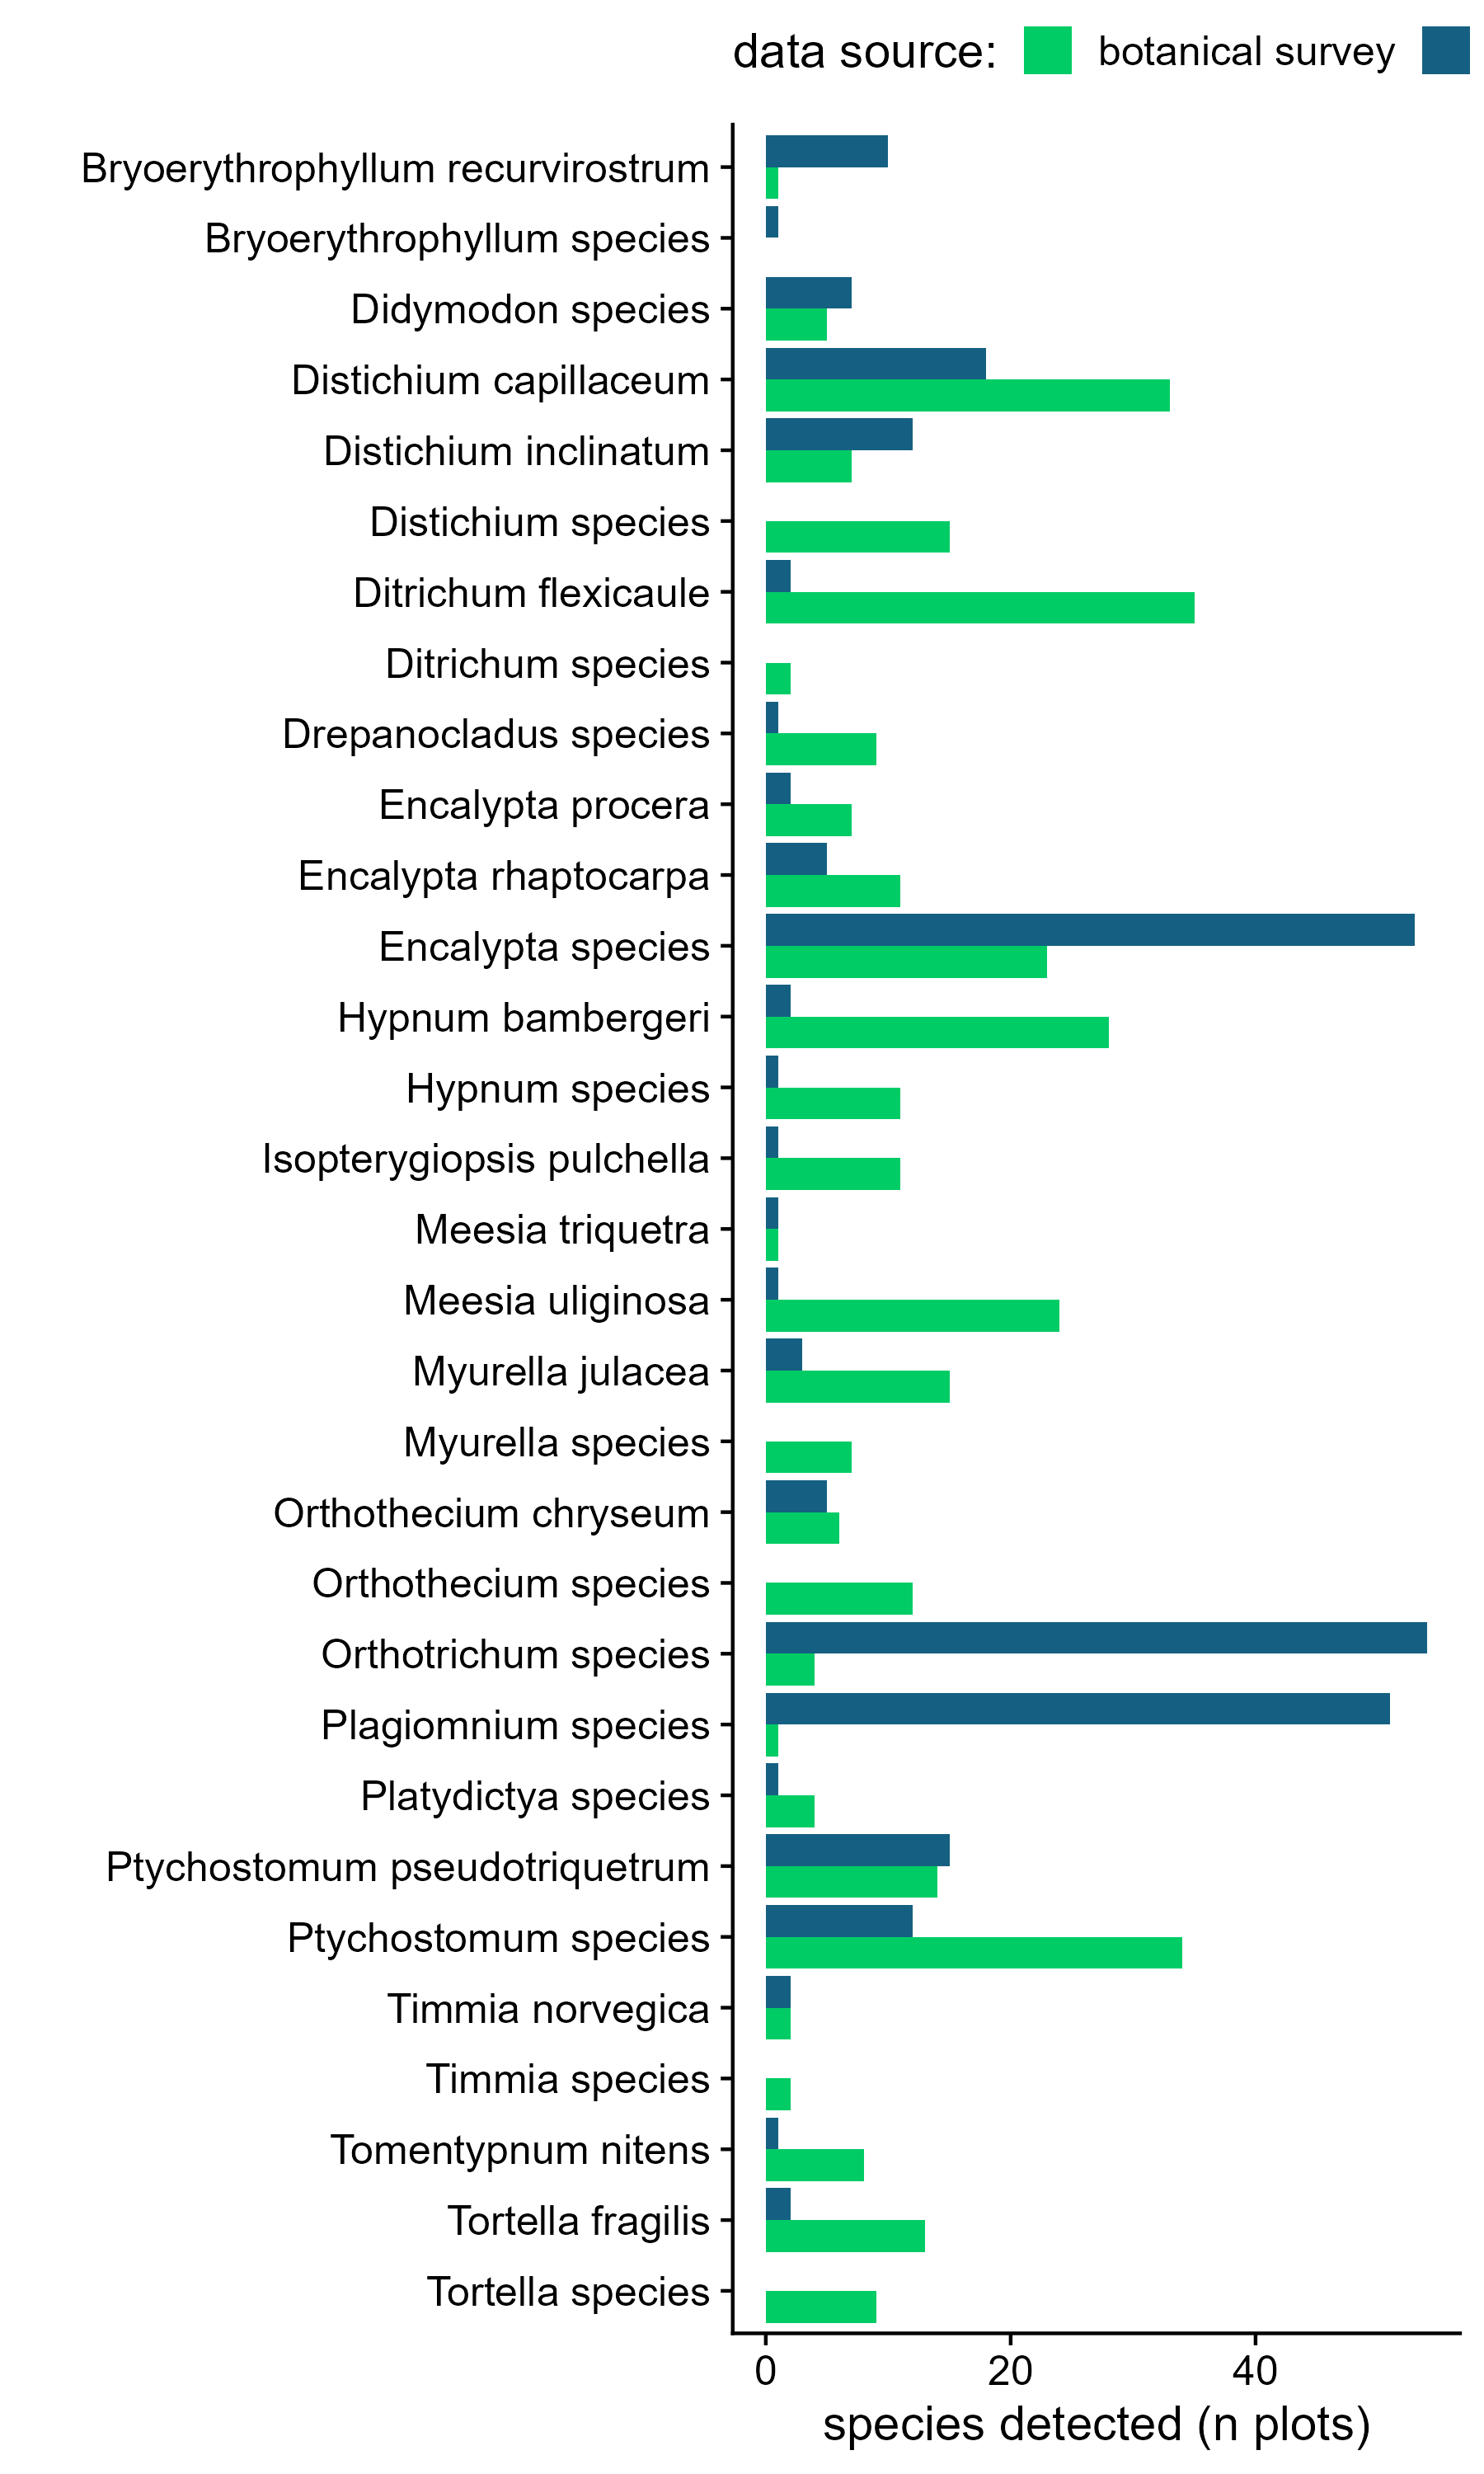 data source: botanical survey
Bryoerythrophyllum recurvirostrum
Bryoerythrophyllum species
Didymodon species
Distichium capillaceum
Distichium inclinatum
Distichium species
Ditrichum flexicaule
Ditrichum species
Drepanocladus species
Encalypta procera
Encalypta rhaptocarpa
Encalypta species
Hypnum bambergeri
Hypnum species
Isopterygiopsis pulchella
Meesia triquetra
Meesia uliginosa
Myurella julacea
Myurella species
Orthothecium chryseum
Orthothecium species
Orthotrichum species
Plagiomnium species
Platydictya species
Ptychostomum pseudotriquetrum
Ptychostomum species
Timmia norvegica
Timmia species
Tomentypnum nitens
Tortella fragilis
Tortella species
0 20 40
species detected (n plots)